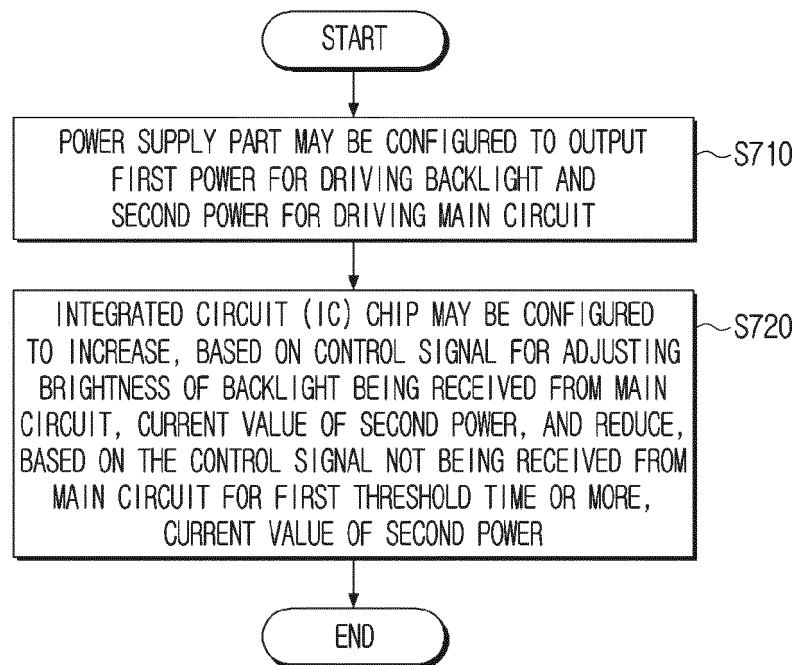 START
POWER SUPPLY PART MAY BE CONFIGURED TO OUTPUT
FIRST POWER FOR DRIVING BACKLIGHT AND
SECOND POWER FOR DRIVING MAIN CIRCUIT
S710
INTEGRATED CIRCUIT (IC) CHIP MAY BE CONFIGURED
TO INCREASE, BASED ON CONTROL SIGNAL FOR ADJUSTING
BRIGHTNESS OF BACKLIGHT BEING RECEIVED FROM MAIN
CIRCUIT, CURRENT VALUE OF SECOND POWER, AND REDUCE,
BASED ON THE CONTROL SIGNAL NOT BEING RECEIVED FROM
MAIN CIRCUIT FOR FIRST THRESHOLD TIME OR MORE,
CURRENT VALUE OF SECOND POWER
S720
END